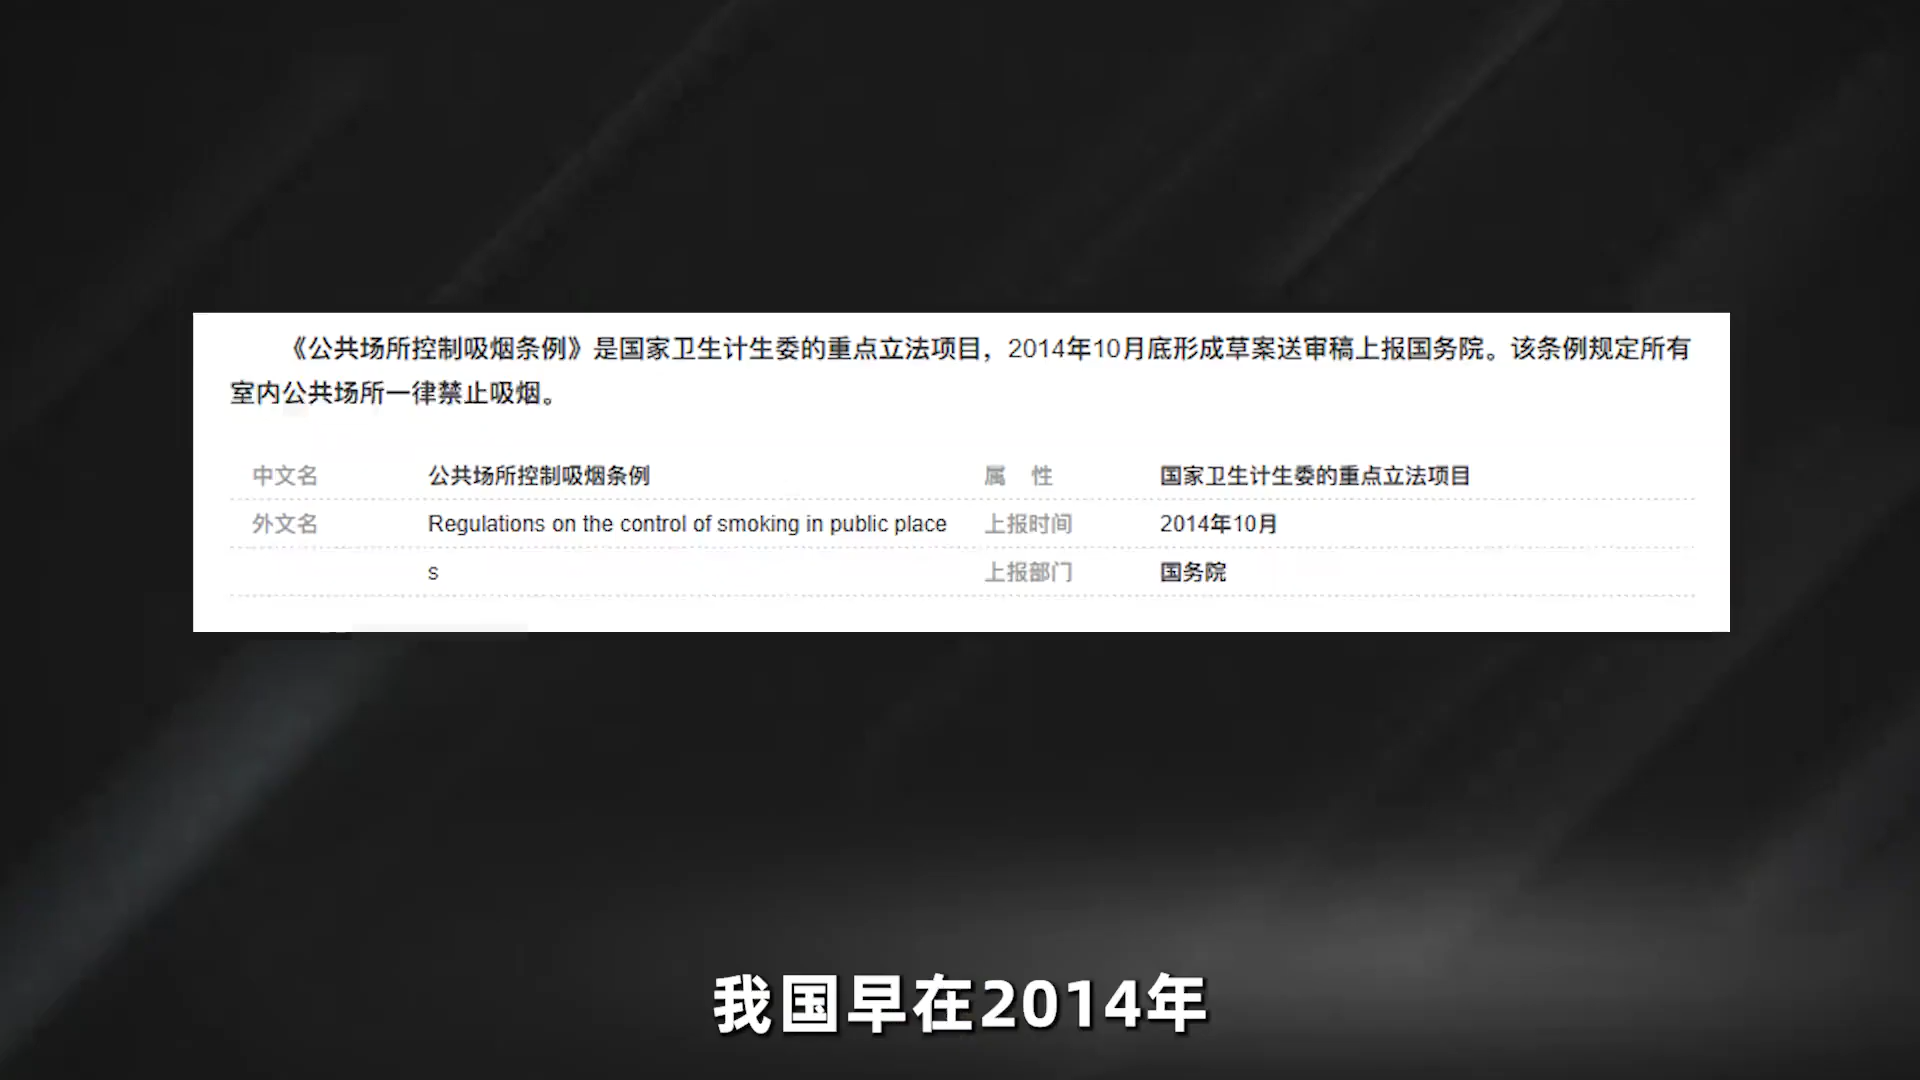 《公共场所控制吸烟条例》是国家卫生计生委的重点立法项目，2014年10月底形成草案送审稿上报国务院。该条例规定所有
室内公共场所一律禁止吸烟。
中文名 公共场所控制吸烟条例 属 性 国家卫生计生委的重点立法项目
外文名 Regulations on the control of smoking in public place 上报时间 2014年10月
s 上报部门 国务院
我国早在2014年